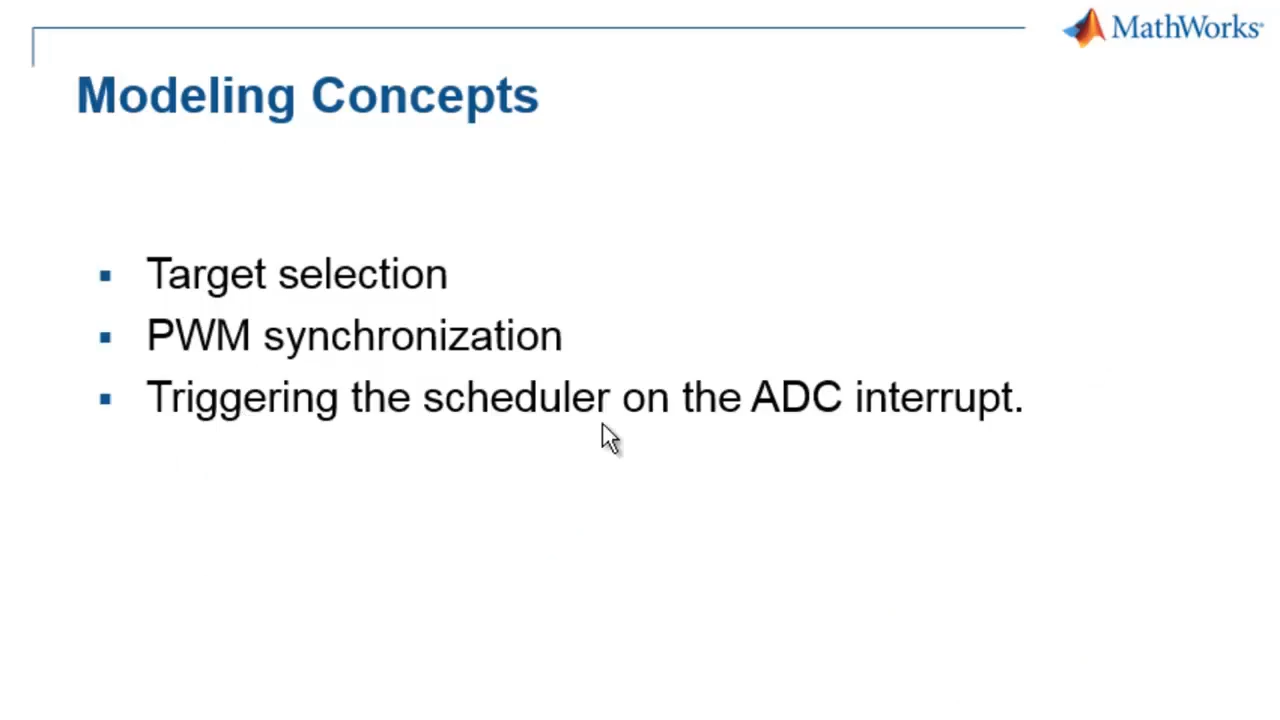 MathWorks®
Modeling Concepts
Target selection
PWM synchronization
Triggering the scheduler on the ADC interrupt.